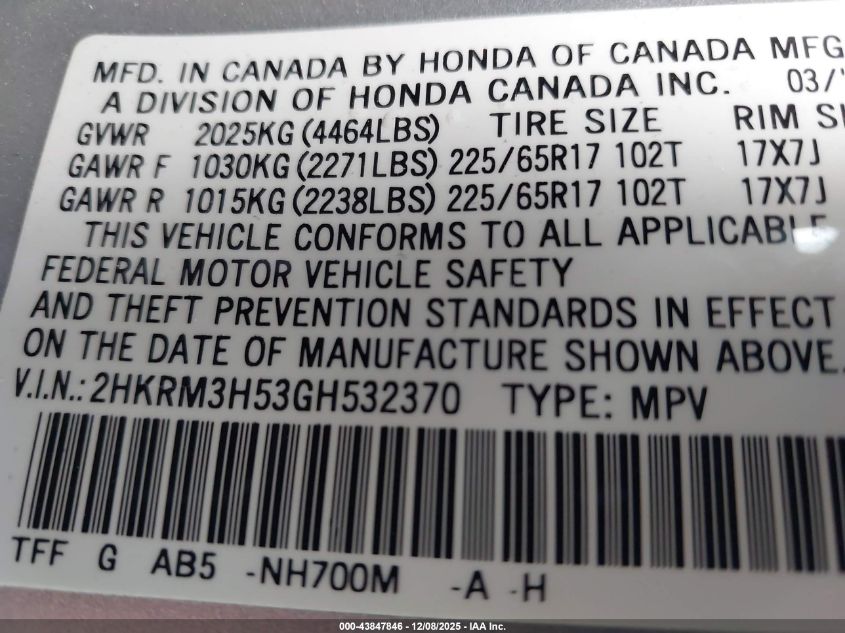 MFD. IN CANADA BY HONDA OF CANADA MFG
A DIVISION OF HONDA CANADA INC. 03/
GVWR 2025KG (4464LBS) TIRE SIZE RIM SI
GAWR F 1030KG (2271LBS) 225/65R17 102T 17X7J
GAWR R 1015KG (2238LBS) 225/65R17 102T 17X7J
THIS VEHICLE CONFORMS TO ALL APPLICABLE
FEDERAL MOTOR VEHICLE SAFETY
AND THEFT PREVENTION STANDARDS IN EFFECT
ON THE DATE OF MANUFACTURE SHOWN ABOVE.
V.I.N.: 2HKRM3H53GH532370 TYPE: MPV
TFF G AB5 -NH700M -A -H
000-43847846 - 12/08/2025 - IAA Inc.